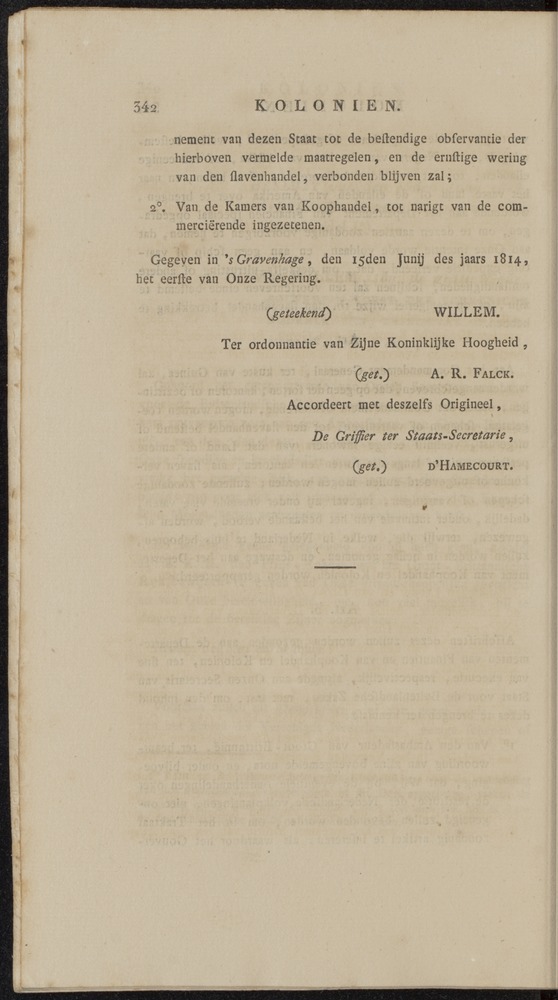 342 KOLONIEN.
nement van dezen Staat tot de beſtendige obſervantie der
hierboven vermelde maatregelen, en de ernſtige wering
van den ſlavenhandel, verbonden blijven zal;
2°. Van de Kamers van Koophandel, tot narigt van de com-
merciërende ingezetenen.
Gegeven in 's Gravenhage, den 15den Junij des jaars 1814,
het eerſte van Onze Regering.
(geteekend) WILLEM.
Ter ordonnantie van Zijne Koninklijke Hoogheid,
(get.) A. R. FALCK.
Accordeert met deszelfs Origineel,
De Griffier ter Staats-Secretarie,
(get.) D'HAMECOURT.